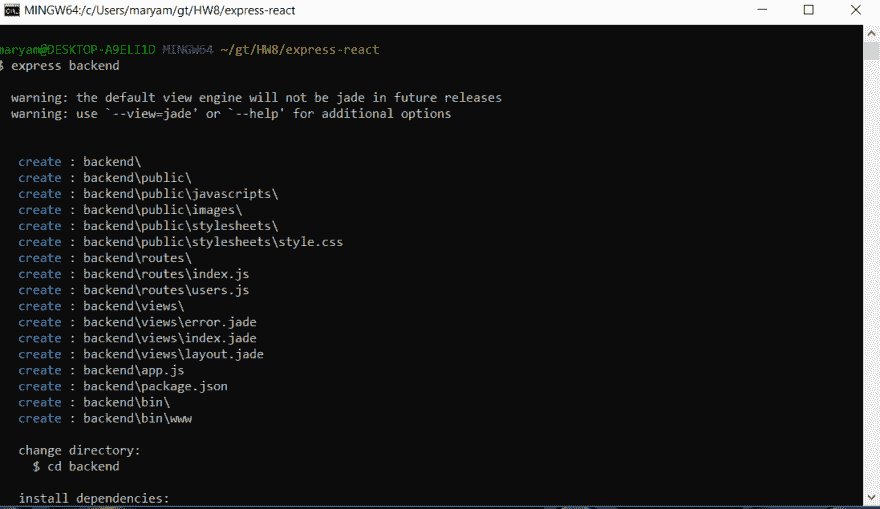 MINGW64:/c/Users/maryam/gt/HW8/express-react
maryam@DESKTOP-A9ELI1D MINGW64 ~/gt/HW8/express-react
$ express backend
warning: the default view engine will not be jade in future releases
warning: use `--view=jade' or `--help' for additional options
create : backend\
create : backend\public\
create : backend\public\javascripts\
create : backend\public\images\
create : backend\public\stylesheets\
create : backend\public\stylesheets\style.css
create : backend\routes\
create : backend\routes\index.js
create : backend\routes\users.js
create : backend\views\
create : backend\views\error.jade
create : backend\views\index.jade
create : backend\views\layout.jade
create : backend\app.js
create : backend\package.json
create : backend\bin\
create : backend\bin\www
change directory:
$ cd backend
install dependencies: